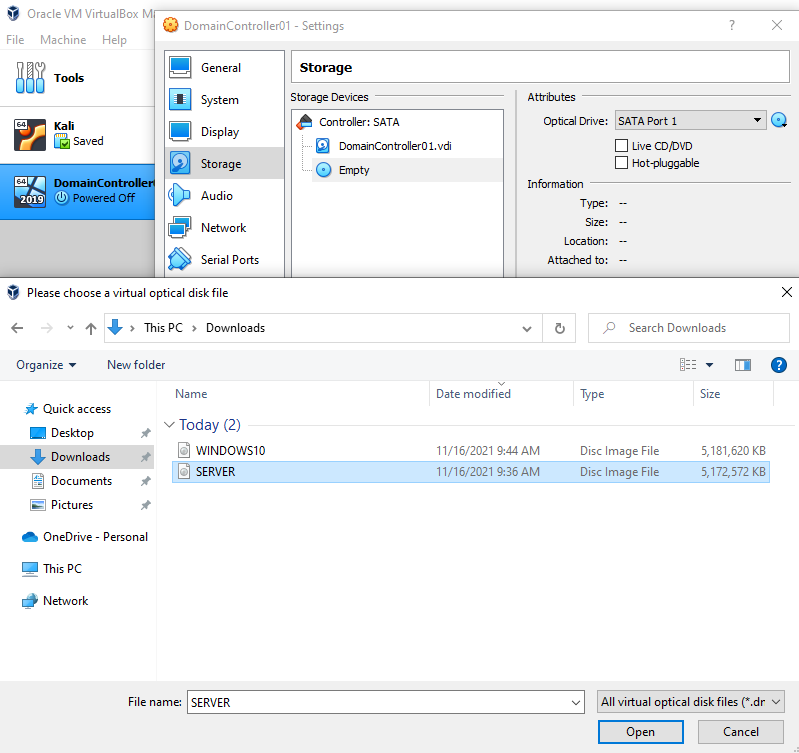 Oracle VM VirtualBox Ma
DomainController01 - Settings
?
File Machine Help
Tools
64
Kali
Saved
64
2019
DomainController
Powered Off
General
System
Display
Storage
Audio
Network
Serial Ports
Storage
Storage Devices
Controller: SATA
DomainController01.vdi
Empty
Attributes
Optical Drive: SATA Port 1
Live CD/DVD
Hot-pluggable
Information
Type: --
Size: --
Location: --
Attached to: --
Please choose a virtual optical disk file
This PC > Downloads
Search Downloads
Organize New folder
?
Quick access
Desktop
Downloads
Documents
Pictures
OneDrive - Personal
This PC
Network
Name Date modified Type Size
Today (2)
WINDOWS10 11/16/2021 9:44 AM Disc Image File 5,181,620 KB
SERVER 11/16/2021 9:36 AM Disc Image File 5,172,572 KB
File name: SERVER
All virtual optical disk files (*.dr
Open Cancel